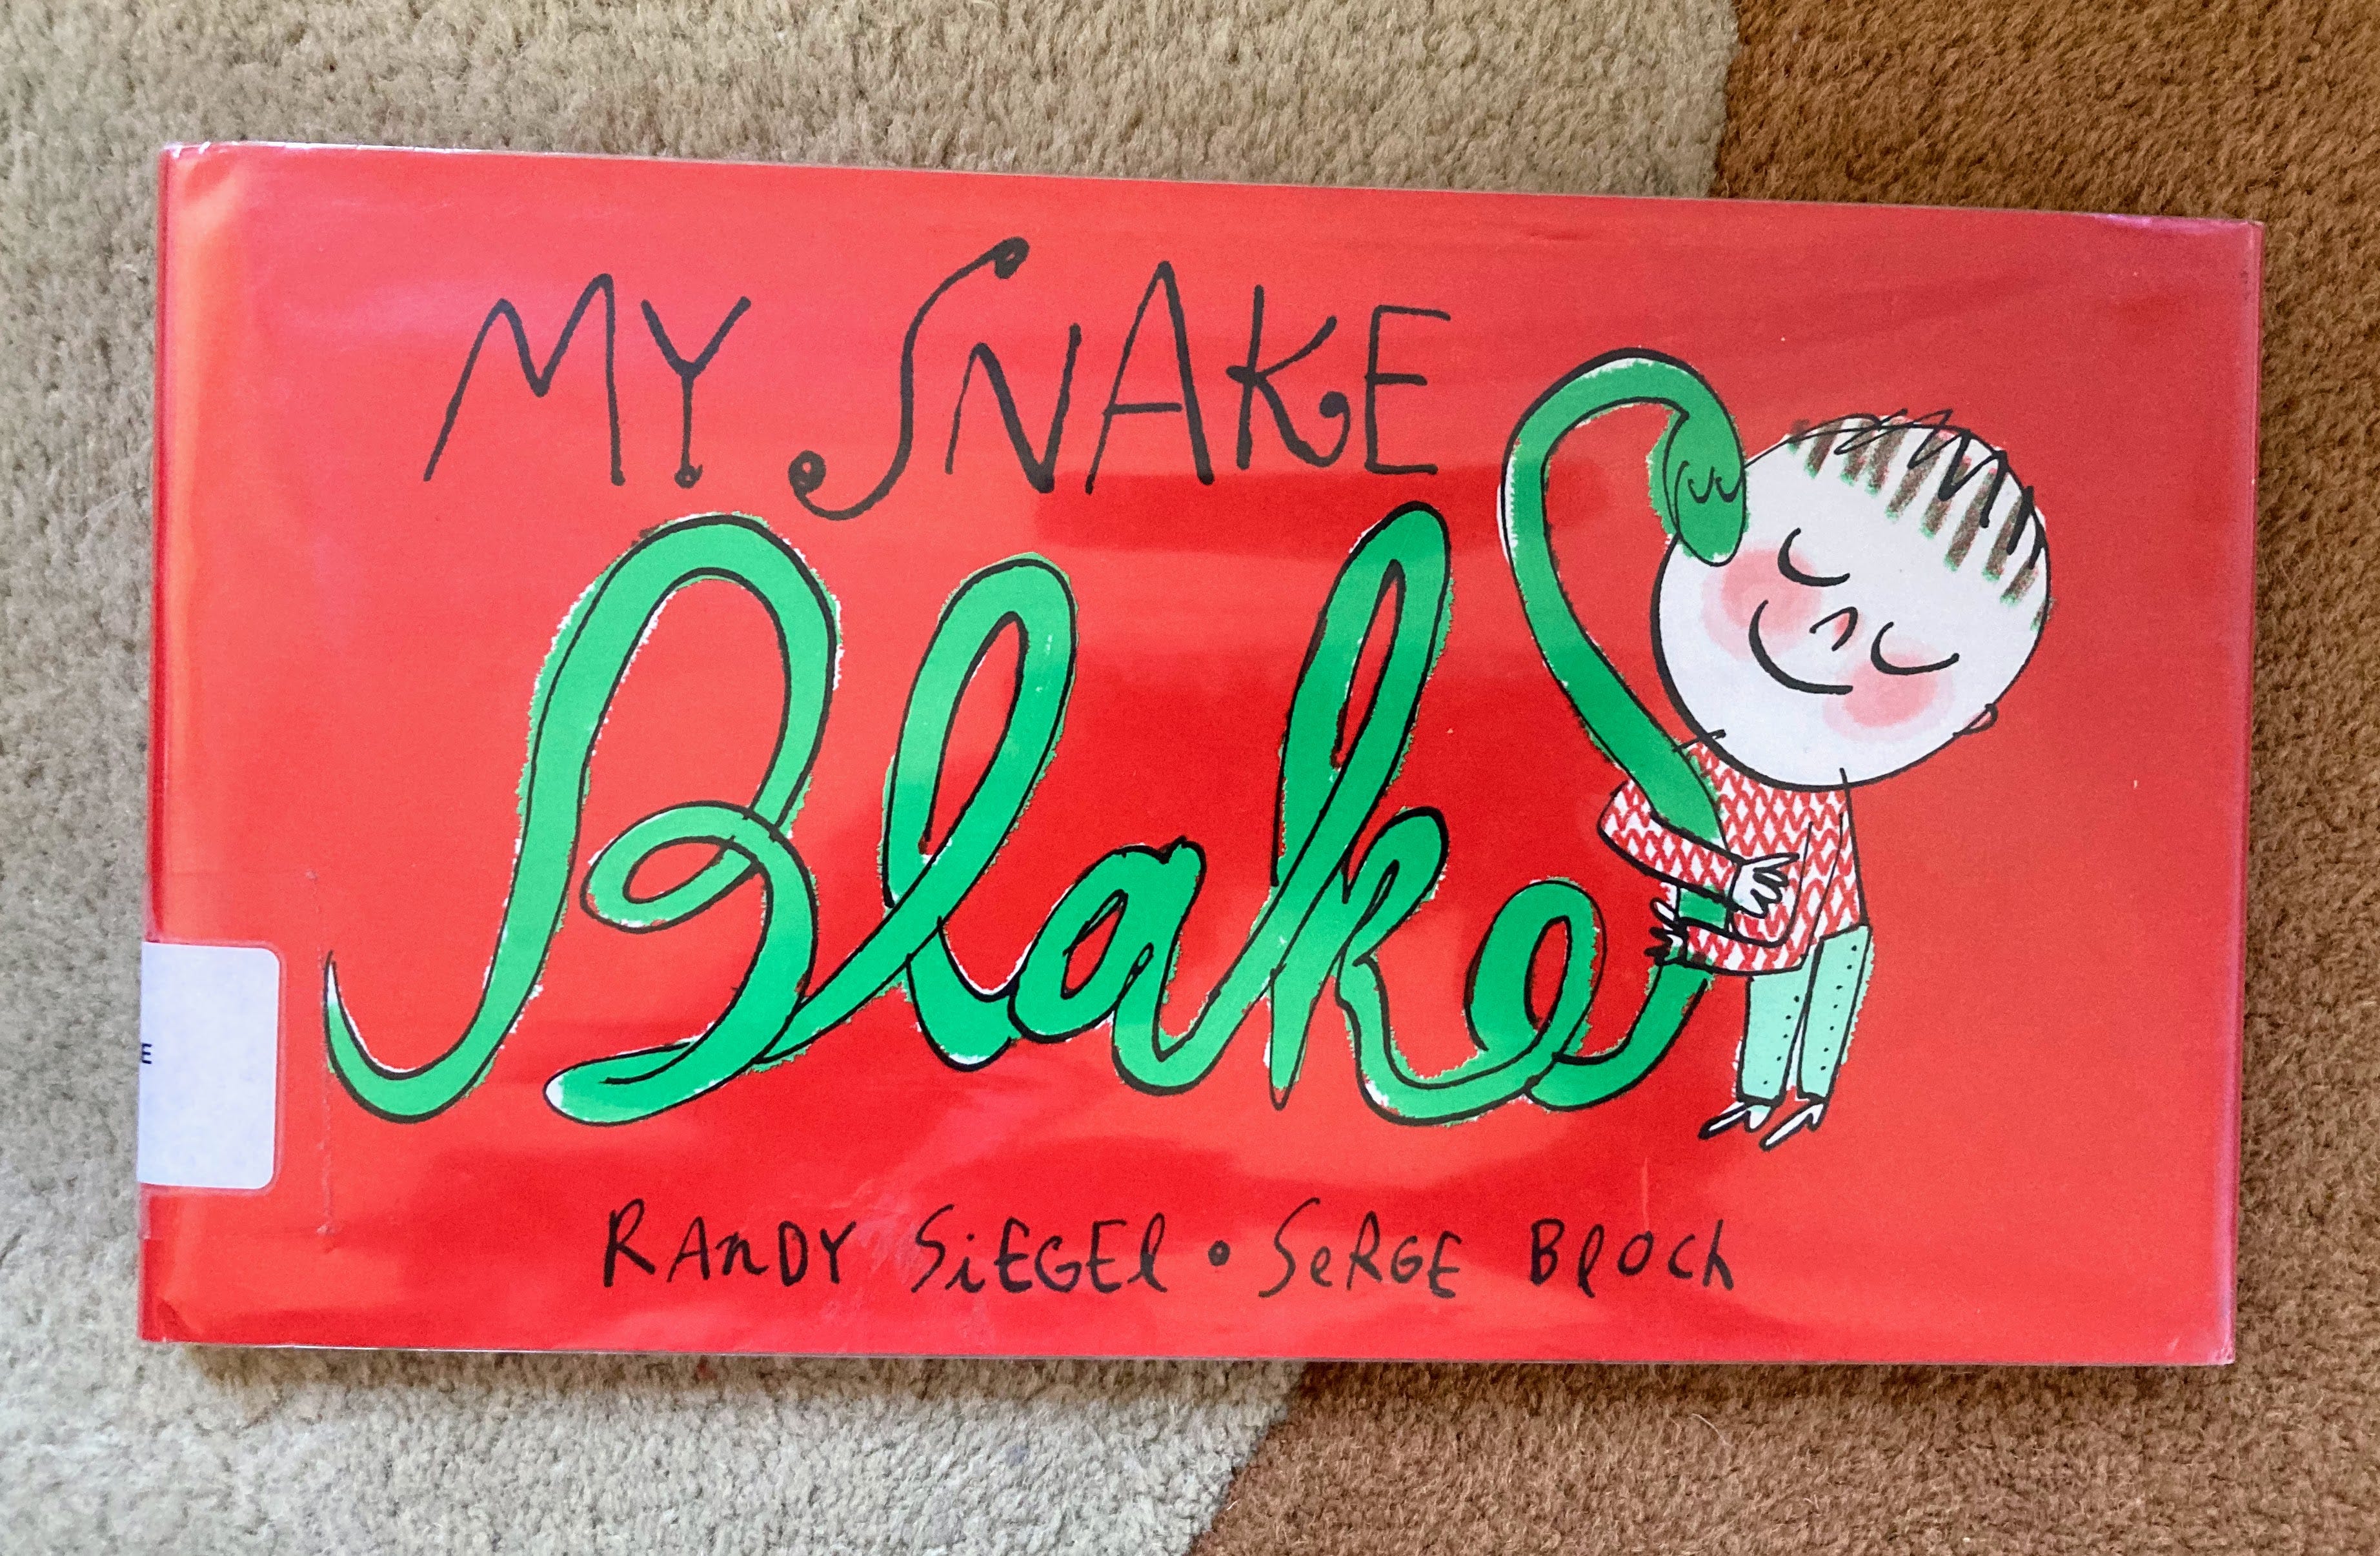 MY SNAKE
Blake
RANDY SIEGEL • SERGE BLOCH
E